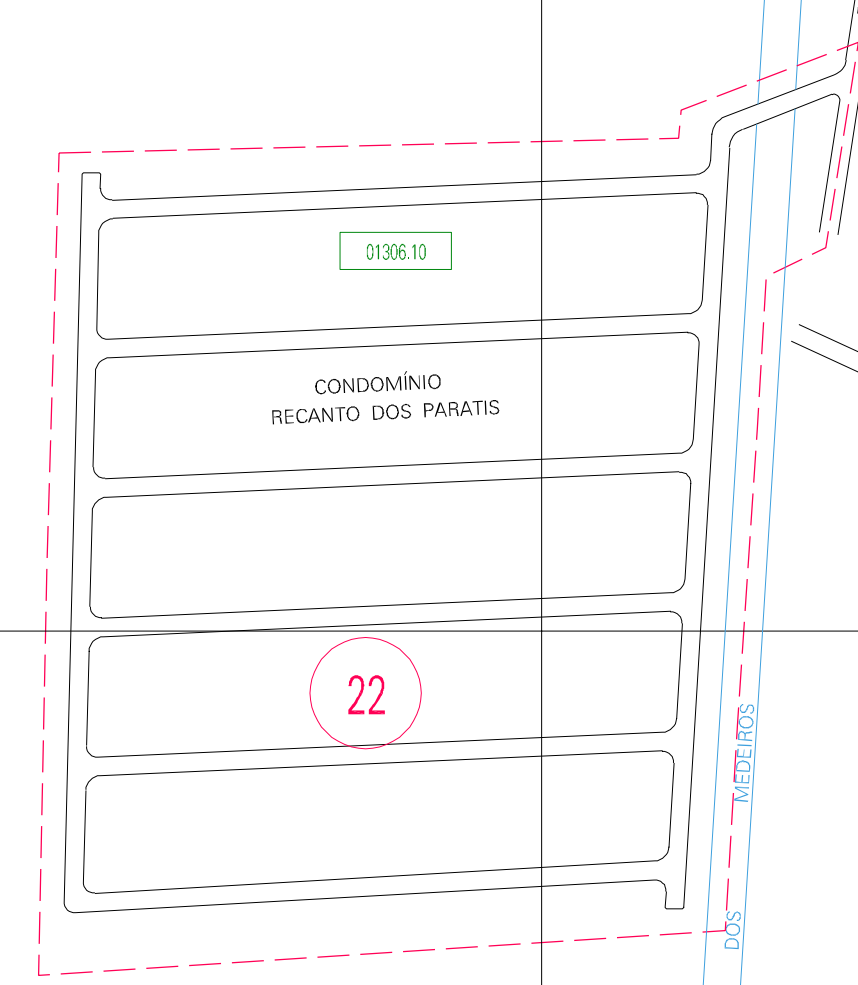 01306.10
CONDOMÍNIO
RECANTO DOS PARATIS
22
DOS MEDEIROS